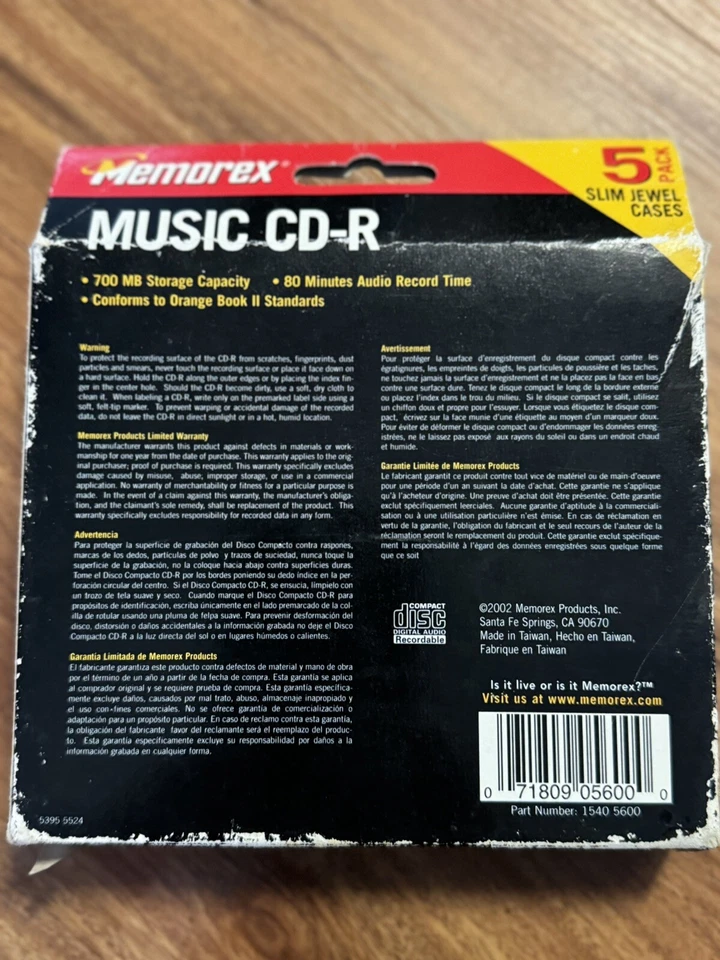 Memorex®
5 PACK
SLIM JEWEL
CASES
MUSIC CD-R
• 700 MB Storage Capacity • 80 Minutes Audio Record Time
• Conforms to Orange Book II Standards
Warning
To protect the recording surface of the CD-R from scratches, fingerprints, dust
particles and smears, never touch the recording surface or place it face down on
a hard surface. Hold the CD-R along the outer edges or by placing the index fin-
ger in the center hole. Should the CD-R become dirty, use a soft, dry cloth to
clean it. When labeling a CD-R, write only on the premarked label side using a
soft, felt-tip marker. To prevent warping or accidental damage of the recorded
data, do not leave the CD-R in direct sunlight or in a hot, humid location.
Memorex Products Limited Warranty
The manufacturer warrants this product against defects in materials or work-
manship for one year from the date of purchase. This warranty applies to the orig-
inal purchaser; proof of purchase is required. This warranty specifically excludes
damage caused by misuse, abuse, improper storage, or use in a commercial
application. No warranty of merchantability or fitness for a particular purpose is
made. In the event of a claim against this warranty, the manufacturer's obliga-
tion, and the claimant's sole remedy, shall be replacement of the product. This
warranty specifically excludes responsibility for recorded data in any form.
Advertencia
Para proteger la superficie de grabación del Disco Compacto contra raspones,
marcas de los dedos, partículas de polvo y trazos de suciedad, nunca toque la
superficie de la grabación, no la coloque hacia abajo contra superficies duras.
Tome el Disco Compacto CD-R por los bordes poniendo su dedo índice en la per-
foración circular del centro. Si el Disco Compacto CD-R, se ensucia, límpielo con
un trozo de tela suave y seco. Cuando marque el Disco Compacto CD-R para
propósitos de identificación, escriba únicamente en el lado premarcado de la col-
illa de rotular usando una pluma de felpa suave. Para prevenir desformación del
disco, distorsión o daños accidentales a la información grabada no deje el Disco
Compacto CD-R a la luz directa del sol o en lugares húmedos o calientes.
Garantía Limitada de Memorex Products
El fabricante garantiza este producto contra defectos de material y mano de obra
por el término de un año a partir de la fecha de compra. Esta garantía se aplica
al comprador original y se requiere prueba de compra. Esta garantía específica-
mente excluye daños, causados por mal trato, abuso, almacenaje inapropiado y
el uso con fines comerciales. No se ofrece garantía de comercialización o
adaptación para un propósito particular. En caso de reclamo contra esta garantía,
la obligación del fabricante favor del reclamante será el reemplazo del produc-
to. Esta garantía específicamente excluye su responsabilidad por daños a la
información grabada en cualquier forma.
5395 5524
Avertissement
Pour protéger la surface d'enregistrement du disque compact contre les
égratignures, les empreintes de doigts, les particules de poussière et les taches,
ne touchez jamais la surface d'enregistrement et ne la placez pas la face en bas
contre une surface dure. Tenez le disque compact le long de la bordure externe
ou placez l'index dans le trou du milieu. Si le disque compact se salit, utilisez
un chiffon doux et propre pour l'essuyer. Lorsque vous étiquetez le disque com-
pact, écrivez sur la face munie d'une étiquette au moyen d'un marqueur doux.
Pour éviter de déformer le disque compact ou d'endommager les données enreg-
istrées, ne le laissez pas exposé aux rayons du soleil ou dans un endroit chaud
et humide.
Garantie Limitée de Memorex Products
Le fabricant garantit ce produit contre tout vice de matériel ou de main-d'oeuvre
pour une période d'un an suivant la date d'achat. Cette garantie ne s'applique
qu'à l'acheteur d'origine. Une preuve d'achat doit être présentée. Cette garantie
exclut spécifiquement leerciales. Aucune garantie d'aptitude à la commerciali-
sation ou à une utilisation particulière n'est émise. En cas de réclamation en
vertu de la garantie, l'obligation du fabricant et le seul recours de l'auteur de la
réclamation seront le remplacement du produit. Cette garantie exclut spécifique-
ment la responsabilité à l'égard des données enregistrées sous quelque forme
que ce soit
COMPACT
disc
DIGITAL AUDIO
Recordable
©2002 Memorex Products, Inc.
Santa Fe Springs, CA 90670
Made in Taiwan, Hecho en Taiwan,
Fabrique en Taiwan
Is it live or is it Memorex?™
Visit us at www.memorex.com
0 71809 05600 0
Part Number: 1540 5600